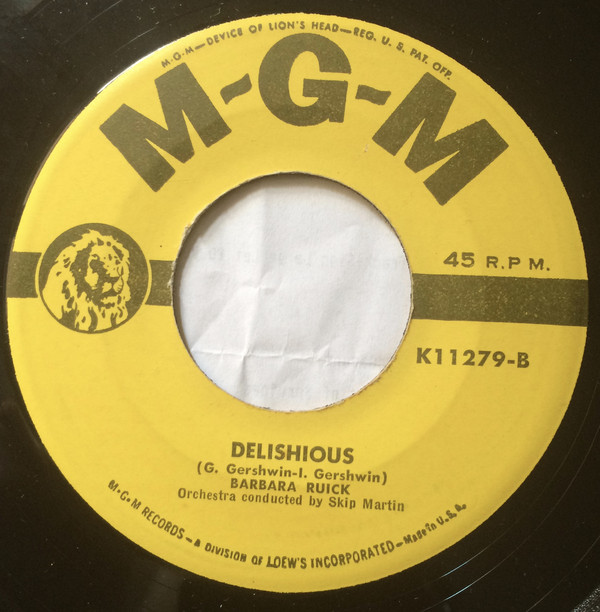 M-G-M—DEVICE OF LION'S HEAD—REG. U. S. PAT. OFF.
M-G-M
45 R.P.M.
K11279-B
DELISHIOUS
(G. Gershwin-I. Gershwin)
BARBARA RUICK
Orchestra conducted by Skip Martin
M-G-M RECORDS—A DIVISION OF LOEW'S INCORPORATED—Made in U.S.A.